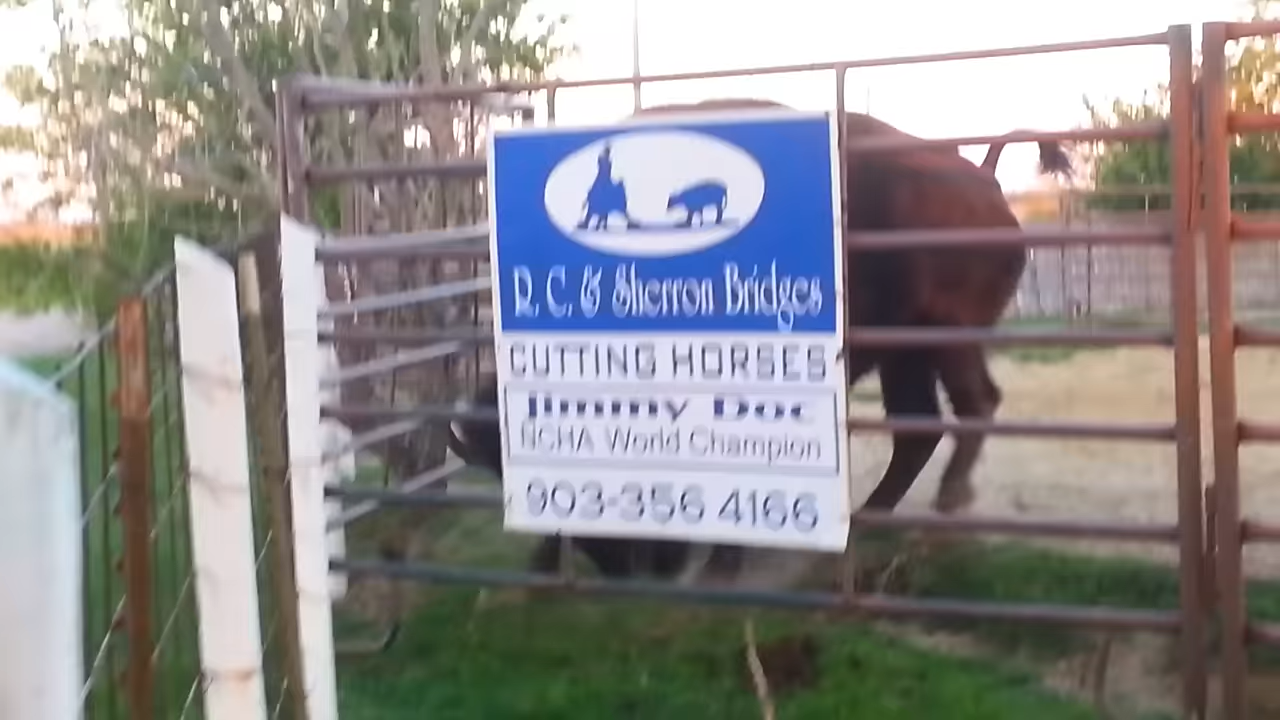 R. C. & Sherron Bridges
CUTTING HORSES
Jimmy Doc
NCHA World Champion
903-356 4166